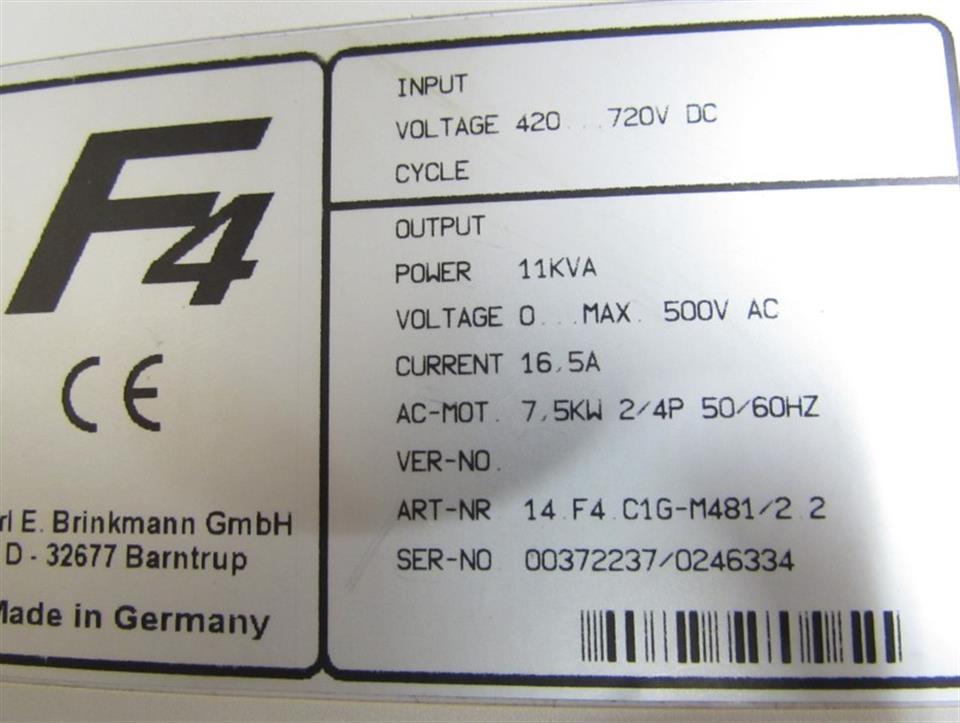 F4
CE
rl E. Brinkmann GmbH
D - 32677 Barntrup
Made in Germany
INPUT
VOLTAGE 420...720V DC
CYCLE
OUTPUT
POWER 11KVA
VOLTAGE 0...MAX. 500V AC
CURRENT 16,5A
AC-MOT. 7,5KW 2/4P 50/60HZ
VER-NO.
ART-NR 14.F4.C1G-M481/2.2
SER-NO 00372237/0246334